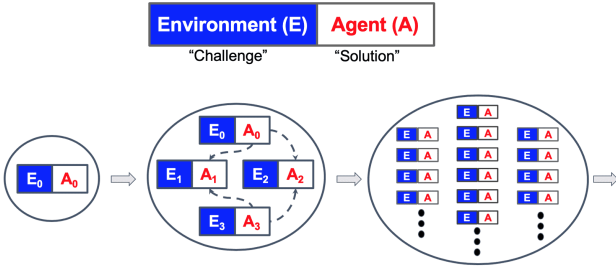 Environment (E) Agent (A)
“Challenge” “Solution”
E₀ A₀
E₀ A₀
E₁ A₁ E₂ A₂
E₃ A₃
E A
E A E A E A
E A E A E A
E A E A E A
E A E A E A
E A